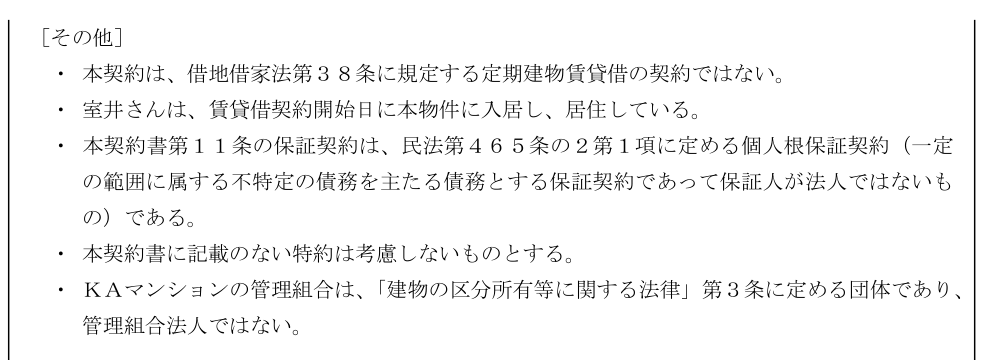 ［その他］
・ 本契約は、借地借家法第３８条に規定する定期建物賃貸借の契約ではない。
・ 室井さんは、賃貸借契約開始日に本物件に入居し、居住している。
・ 本契約書第１１条の保証契約は、民法第４６５条の２第１項に定める個人根保証契約（一定
の範囲に属する不特定の債務を主たる債務とする保証契約であって保証人が法人ではないも
の）である。
・ 本契約書に記載のない特約は考慮しないものとする。
・ ＫＡマンションの管理組合は、「建物の区分所有等に関する法律」第３条に定める団体であり、
管理組合法人ではない。